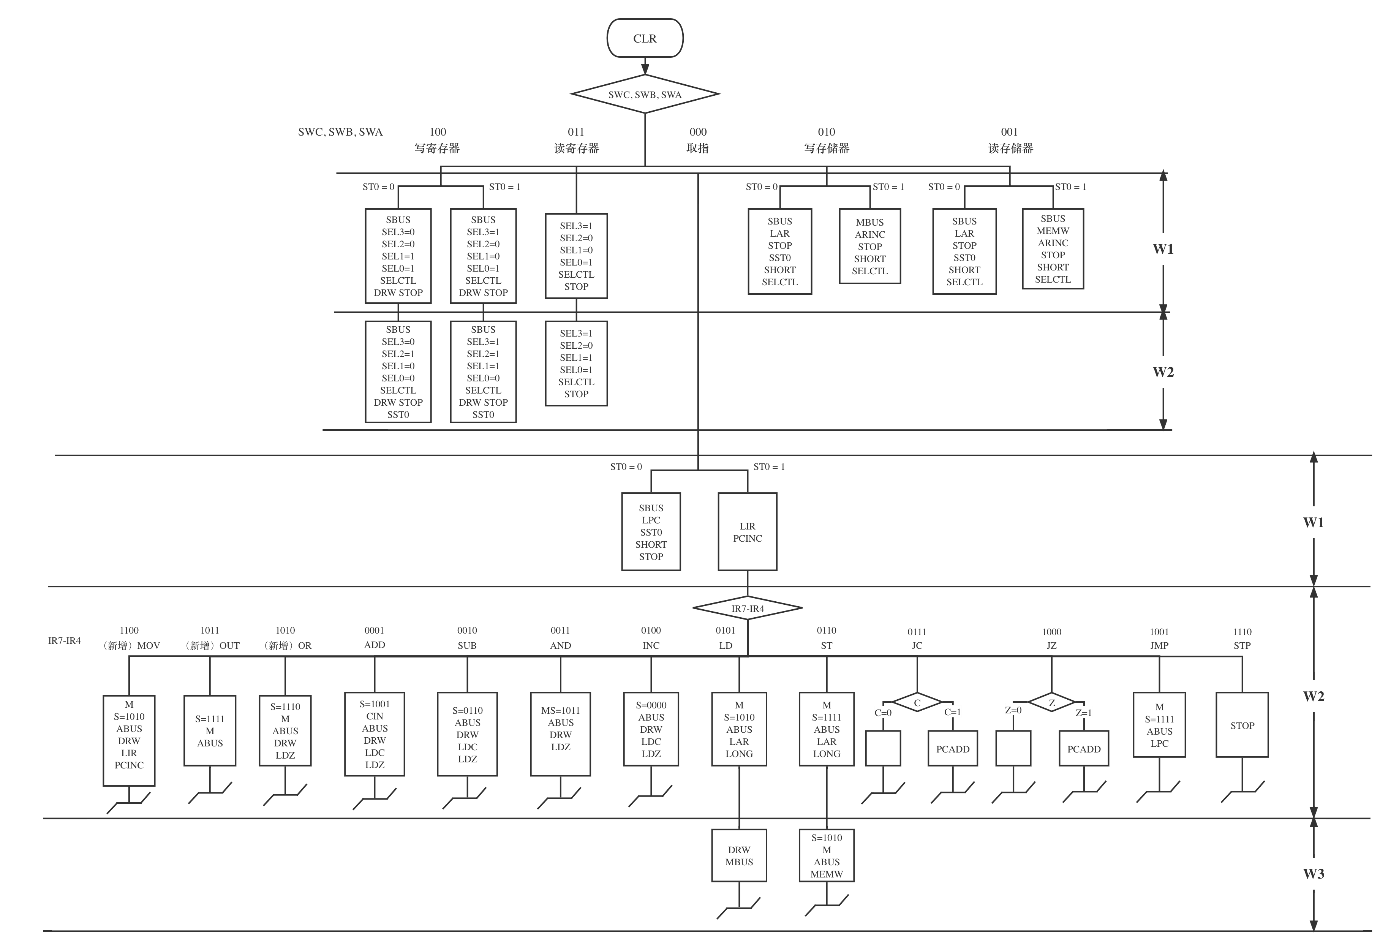 CLR
SWC, SWB, SWA
SWC, SWB, SWA
100
写寄存器
011
读寄存器
000
取指
010
写存储器
001
读存储器
ST0 = 0
ST0 = 1
ST0 = 0
ST0 = 1
ST0 = 0
ST0 = 1
SBUS
SEL3=0
SEL2=0
SEL1=1
SEL0=1
SELCTL
DRW STOP
SBUS
SEL3=1
SEL2=0
SEL1=0
SEL0=1
SELCTL
DRW STOP
SEL3=1
SEL2=0
SEL1=0
SEL0=1
SELCTL
STOP
SBUS
LAR
STOP
SST0
SHORT
SELCTL
MBUS
ARINC
STOP
SHORT
SELCTL
SBUS
LAR
STOP
SST0
SHORT
SELCTL
SBUS
MEMW
ARINC
STOP
SHORT
SELCTL
W1
SBUS
SEL3=0
SEL2=1
SEL1=0
SEL0=0
SELCTL
DRW STOP
SST0
SBUS
SEL3=1
SEL2=1
SEL1=1
SEL0=0
SELCTL
DRW STOP
SST0
SEL3=1
SEL2=0
SEL1=1
SEL0=1
SELCTL
STOP
W2
ST0 = 0
ST0 = 1
SBUS
LPC
SST0
SHORT
STOP
LIR
PCINC
W1
IR7-IR4
IR7-IR4
1100
（新增）MOV
1011
（新增）OUT
1010
（新增）OR
0001
ADD
0010
SUB
0011
AND
0100
INC
0101
LD
0110
ST
0111
JC
1000
JZ
1001
JMP
1110
STP
M
S=1010
ABUS
DRW
LIR
PCINC
S=1111
M
ABUS
S=1110
M
ABUS
DRW
LDZ
S=1001
CIN
ABUS
DRW
LDC
LDZ
S=0110
ABUS
DRW
LDC
LDZ
MS=1011
ABUS
DRW
LDZ
S=0000
ABUS
DRW
LDC
LDZ
M
S=1010
ABUS
LAR
LONG
M
S=1111
ABUS
LAR
LONG
C
C=0
C=1
PCADD
Z
Z=0
Z=1
PCADD
M
S=1111
ABUS
LPC
STOP
W2
DRW
MBUS
S=1010
M
ABUS
MEMW
W3